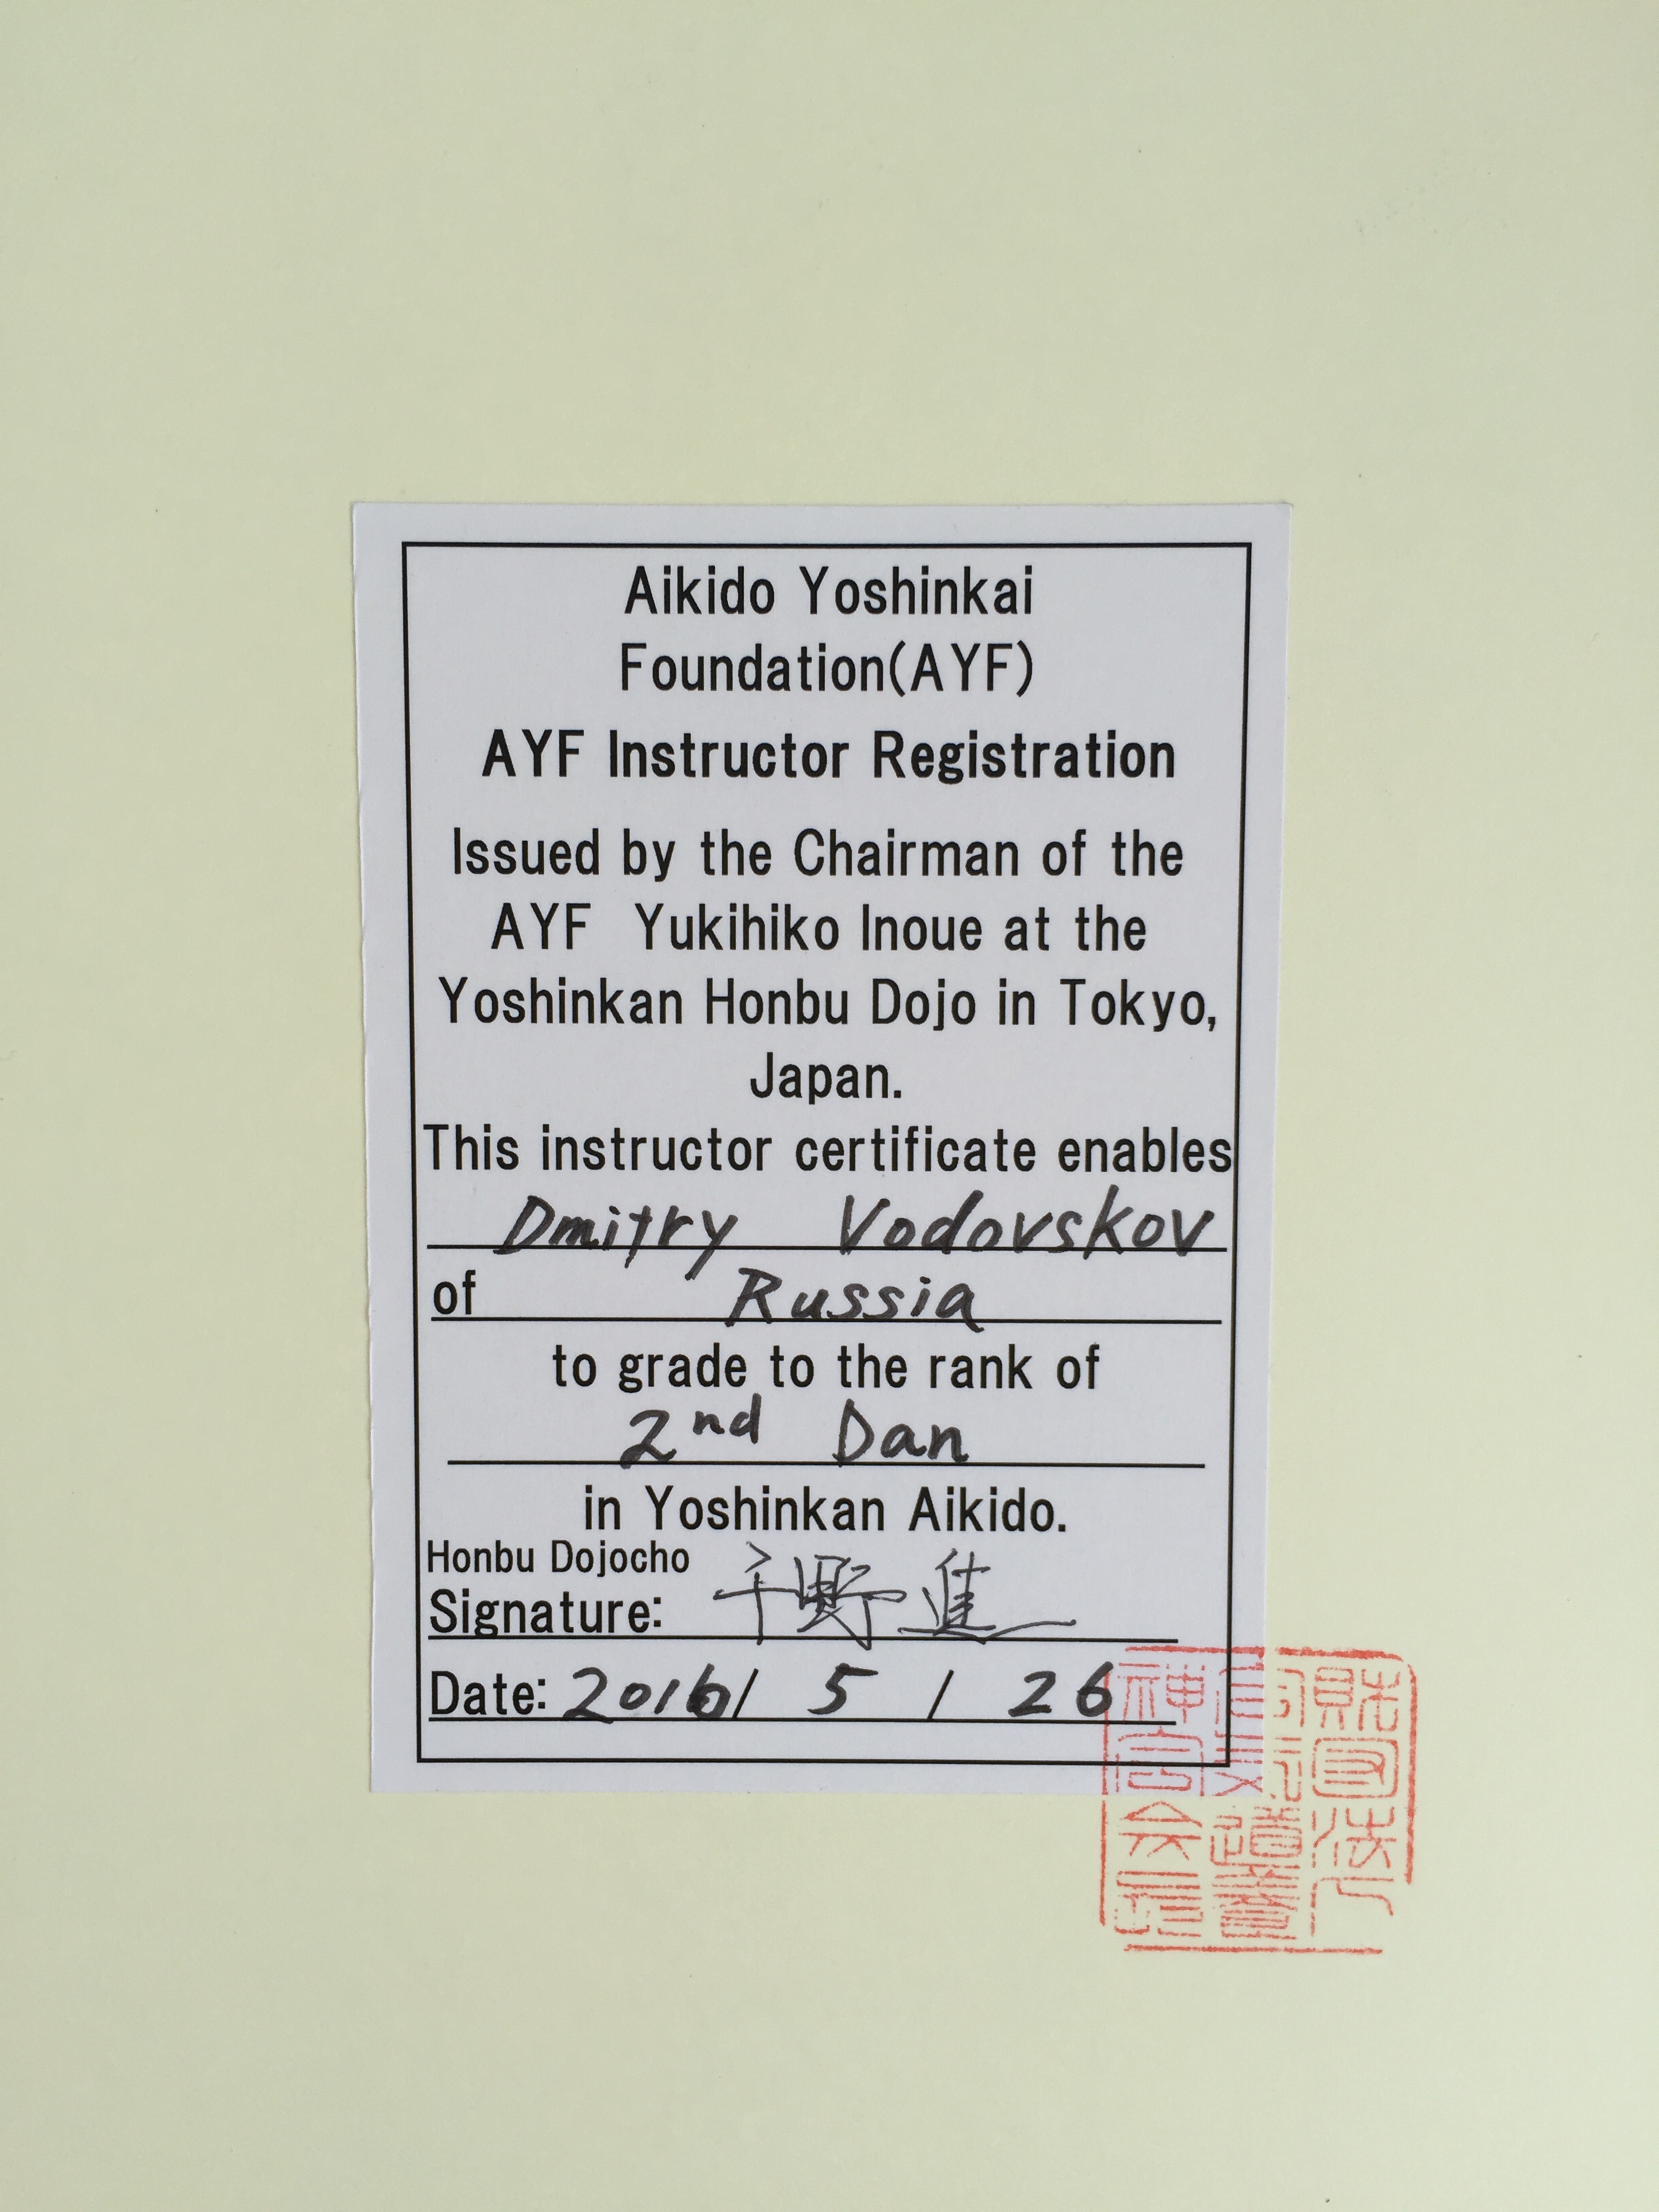 Aikido Yoshinkai
Foundation(AYF)
AYF Instructor Registration
Issued by the Chairman of the
AYF Yukihiko Inoue at the
Yoshinkan Honbu Dojo in Tokyo,
Japan.
This instructor certificate enables
Dmitry Vodovskov
of Russia
to grade to the rank of
2nd Dan
in Yoshinkan Aikido.
Honbu Dojocho
Signature: 千野進
Date: 2016/ 5 / 26